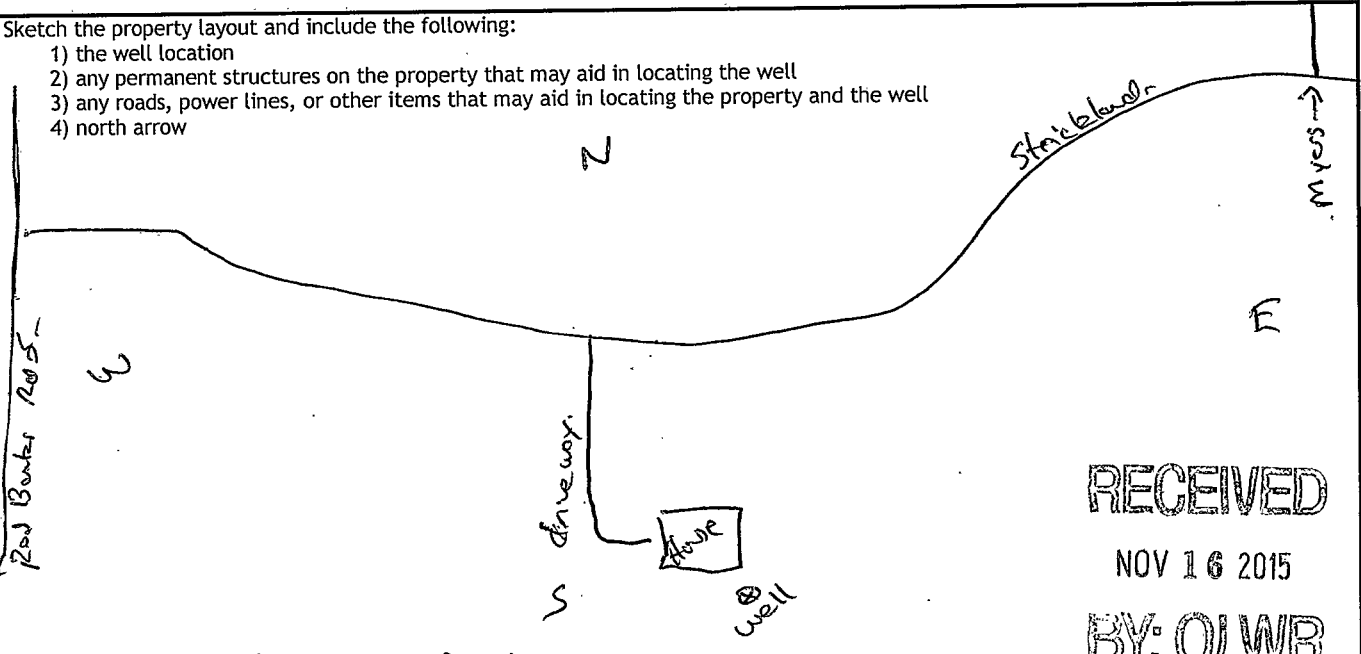 Sketch the property layout and include the following:
1) the well location
2) any permanent structures on the property that may aid in locating the well
3) any roads, power lines, or other items that may aid in locating the property and the well
4) north arrow
N
Strickland
Myers
W
E
driveway.
House
S
well
RECEIVED
NOV 16 2015
BY: OLWR